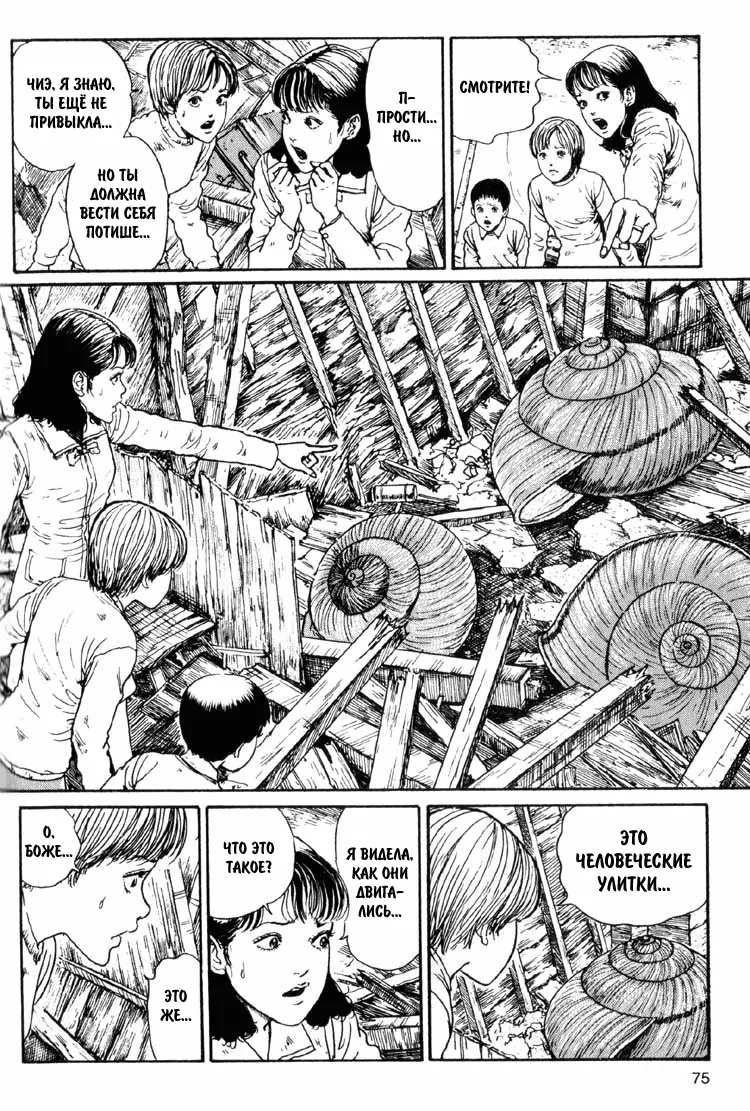 ЧИЭ, Я ЗНАЮ,
ТЫ ЕЩЁ НЕ
ПРИВЫКЛА...
НО ТЫ
ДОЛЖНА
ВЕСТИ СЕБЯ
ПОТИШЕ...
П-
ПРОСТИ...
НО...
СМОТРИТЕ!
О,
БОЖЕ...
ЭТО
ЖЕ...
ЧТО ЭТО
ТАКОЕ?
Я ВИДЕЛА,
КАК ОНИ
ДВИГА-
ЛИСЬ...
ЭТО
ЧЕЛОВЕЧЕСКИЕ
УЛИТКИ...
75